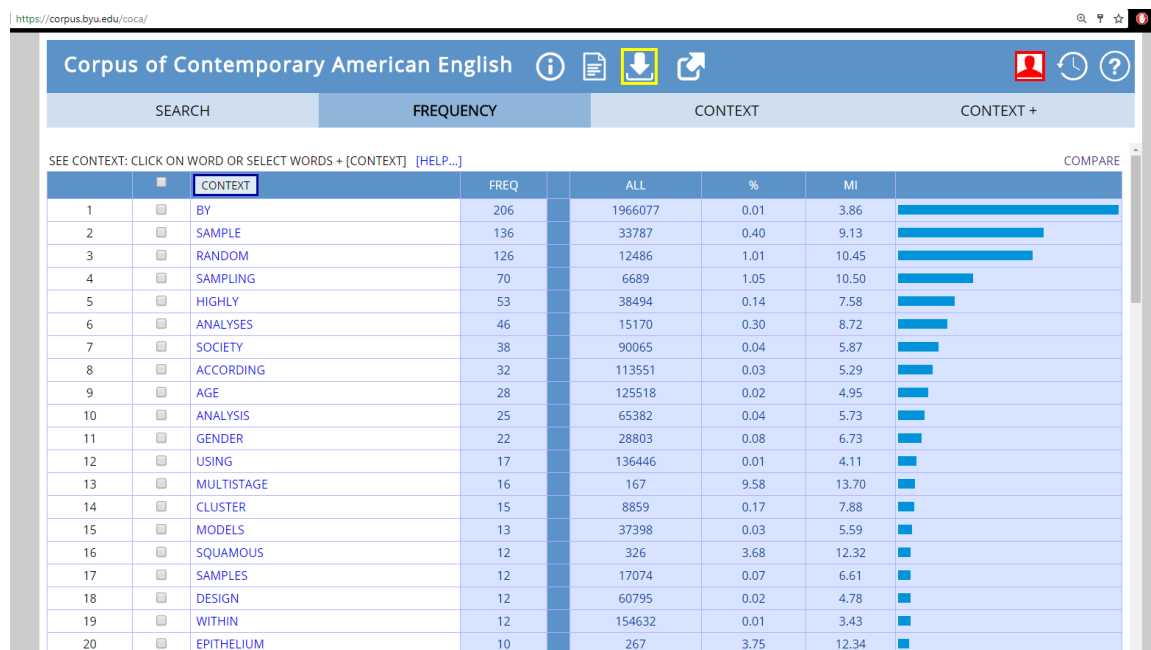 https://corpus.byu.edu/coca/
Corpus of Contemporary American English
SEARCH FREQUENCY CONTEXT CONTEXT +
SEE CONTEXT: CLICK ON WORD OR SELECT WORDS + [CONTEXT] [HELP...] COMPARE
CONTEXT FREQ ALL % MI
1 BY 206 1966077 0.01 3.86
2 SAMPLE 136 33787 0.40 9.13
3 RANDOM 126 12486 1.01 10.45
4 SAMPLING 70 6689 1.05 10.50
5 HIGHLY 53 38494 0.14 7.58
6 ANALYSES 46 15170 0.30 8.72
7 SOCIETY 38 90065 0.04 5.87
8 ACCORDING 32 113551 0.03 5.29
9 AGE 28 125518 0.02 4.95
10 ANALYSIS 25 65382 0.04 5.73
11 GENDER 22 28803 0.08 6.73
12 USING 17 136446 0.01 4.11
13 MULTISTAGE 16 167 9.58 13.70
14 CLUSTER 15 8859 0.17 7.88
15 MODELS 13 37398 0.03 5.59
16 SQUAMOUS 12 326 3.68 12.32
17 SAMPLES 12 17074 0.07 6.61
18 DESIGN 12 60795 0.02 4.78
19 WITHIN 12 154632 0.01 3.43
20 EPITHELIUM 10 267 3.75 12.34